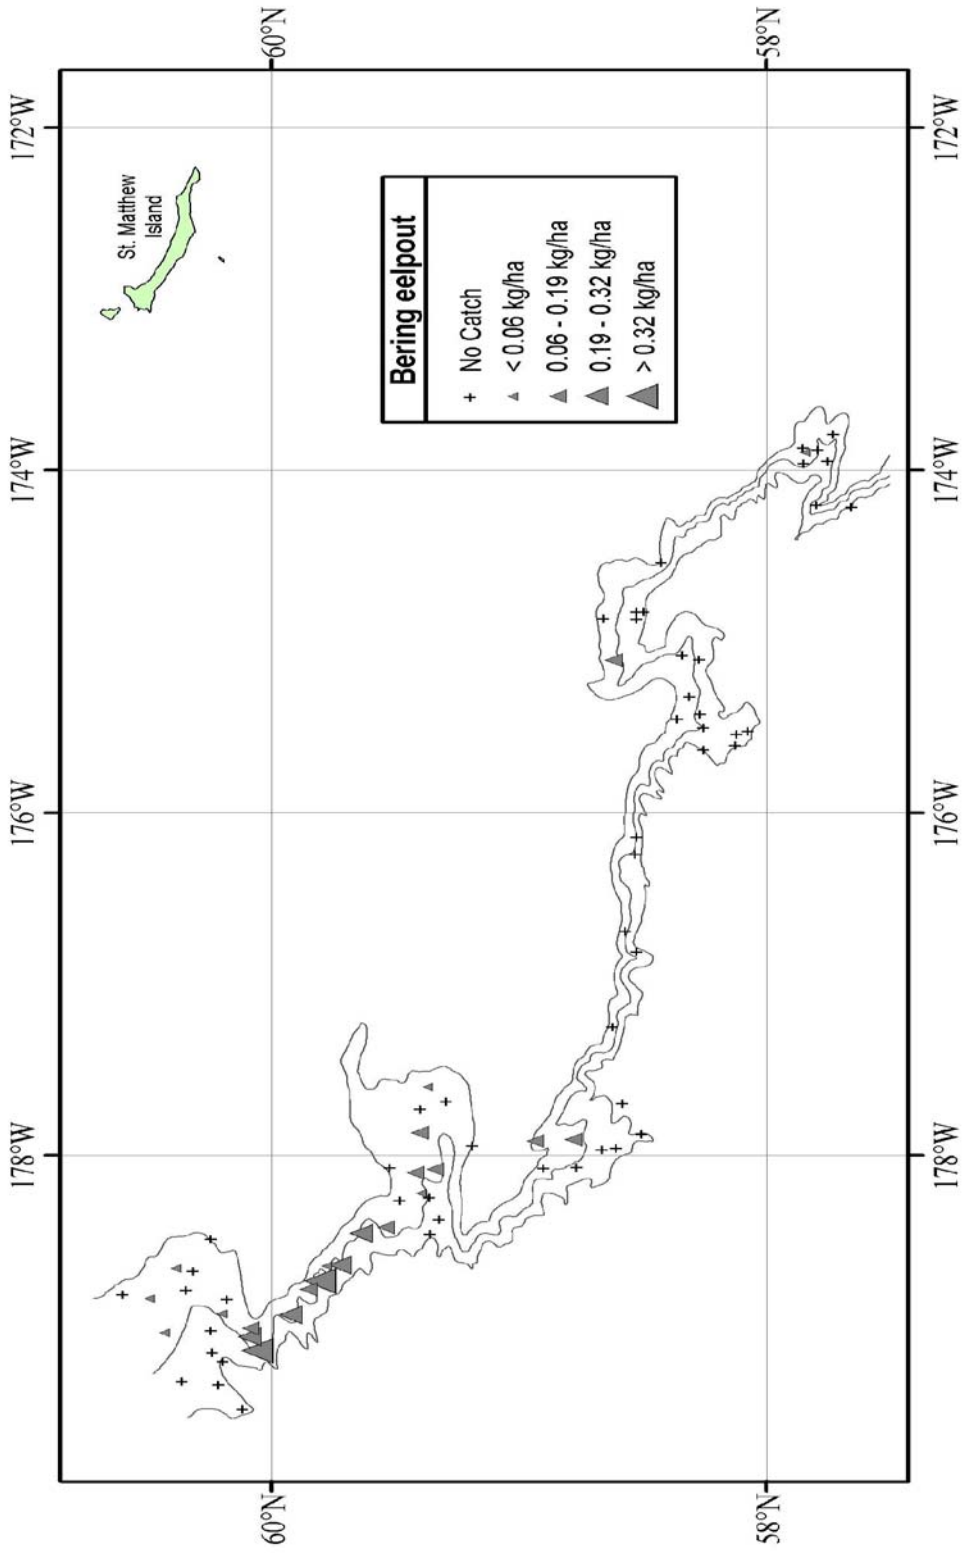 60°N
58°N
172°W
174°W
176°W
178°W
172°W
174°W
176°W
178°W
60°N
58°N
St. Matthew
Island
Bering eelpout
No Catch
< 0.06 kg/ha
0.06 - 0.19 kg/ha
0.19 - 0.32 kg/ha
> 0.32 kg/ha